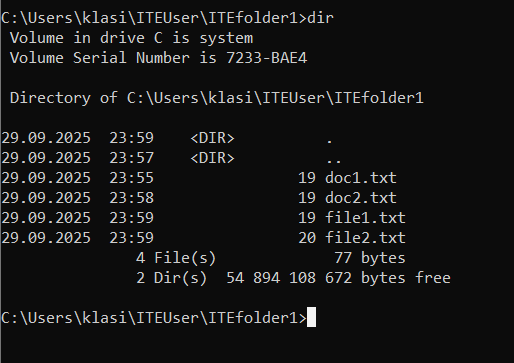 C:\Users\klasi\ITEUser\ITEfolder1>dir
 Volume in drive C is system
 Volume Serial Number is 7233-BAE4

 Directory of C:\Users\klasi\ITEUser\ITEfolder1

29.09.2025  23:59    <DIR>          .
29.09.2025  23:57    <DIR>          ..
29.09.2025  23:55                19 doc1.txt
29.09.2025  23:58                19 doc2.txt
29.09.2025  23:59                19 file1.txt
29.09.2025  23:59                20 file2.txt
               4 File(s)             77 bytes
               2 Dir(s)  54 894 108 672 bytes free

C:\Users\klasi\ITEUser\ITEfolder1>